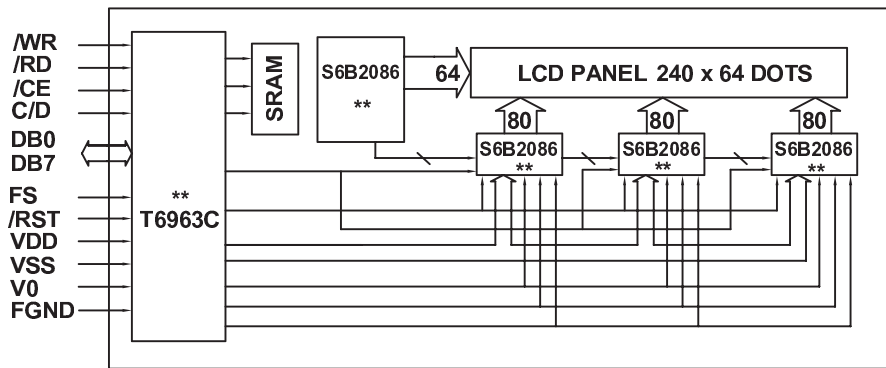 /WR
/RD
/CE
C/D
DB0
DB7
FS
/RST
VDD
VSS
V0
FGND
**
T6963C
SRAM
S6B2086
**
64
LCD PANEL 240 x 64 DOTS
80
80
80
S6B2086
**
S6B2086
**
S6B2086
**